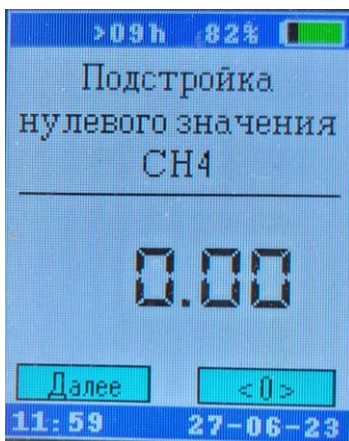 >09h 82%
Подстройка
нулевого значения
CH4
0.00
Далее <0>
11:59 27-06-23